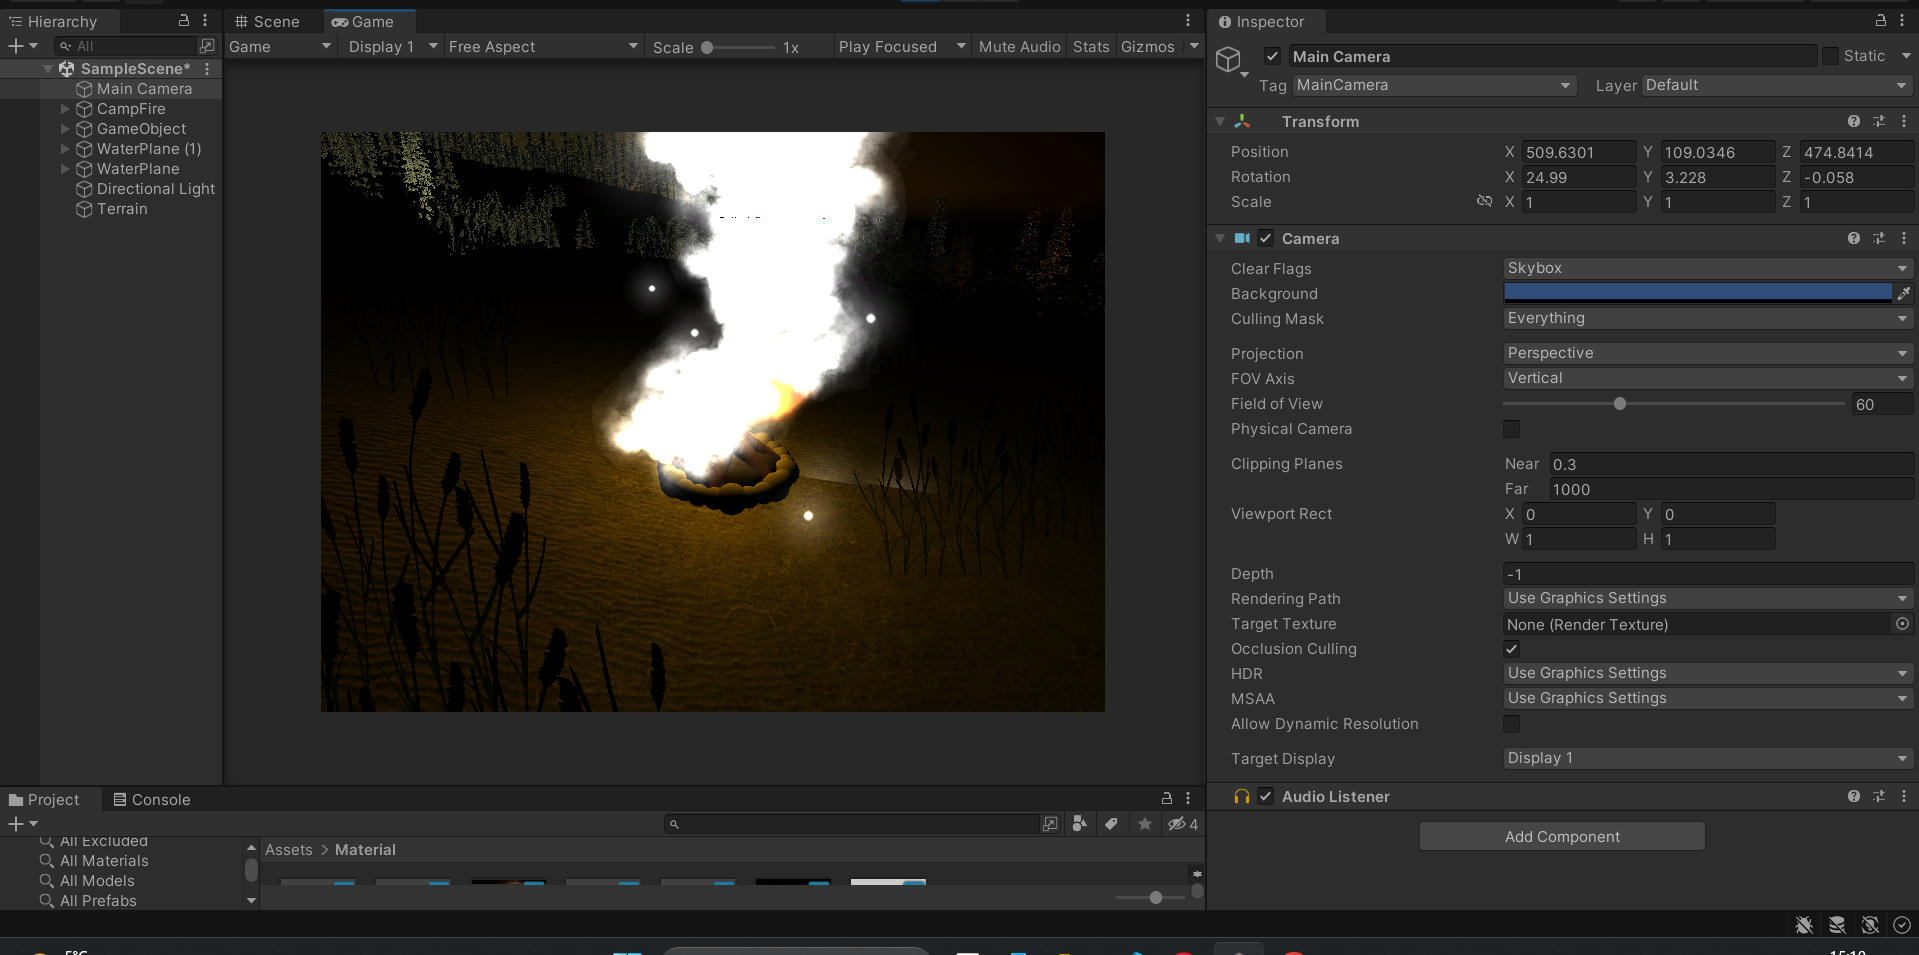 Hierarchy
Scene
Game
Inspector
All
Game
Display 1
Free Aspect
Scale
1x
Play Focused
Mute Audio
Stats
Gizmos
Main Camera
Static
Tag
MainCamera
Layer
Default
SampleScene*
Main Camera
CampFire
GameObject
WaterPlane (1)
WaterPlane
Directional Light
Terrain
Transform
Position X 509.6301 Y 109.0346 Z 474.8414
Rotation X 24.99 Y 3.228 Z -0.058
Scale X 1 Y 1 Z 1
Camera
Clear Flags Skybox
Background
Culling Mask Everything
Projection Perspective
FOV Axis Vertical
Field of View 60
Physical Camera
Clipping Planes Near 0.3
Far 1000
Viewport Rect X 0 Y 0
W 1 H 1
Depth -1
Rendering Path Use Graphics Settings
Target Texture None (Render Texture)
Occlusion Culling
HDR Use Graphics Settings
MSAA Use Graphics Settings
Allow Dynamic Resolution
Target Display Display 1
Audio Listener
Add Component
Project
Console
4
All Excluded
All Materials
All Models
All Prefabs
Assets > Material